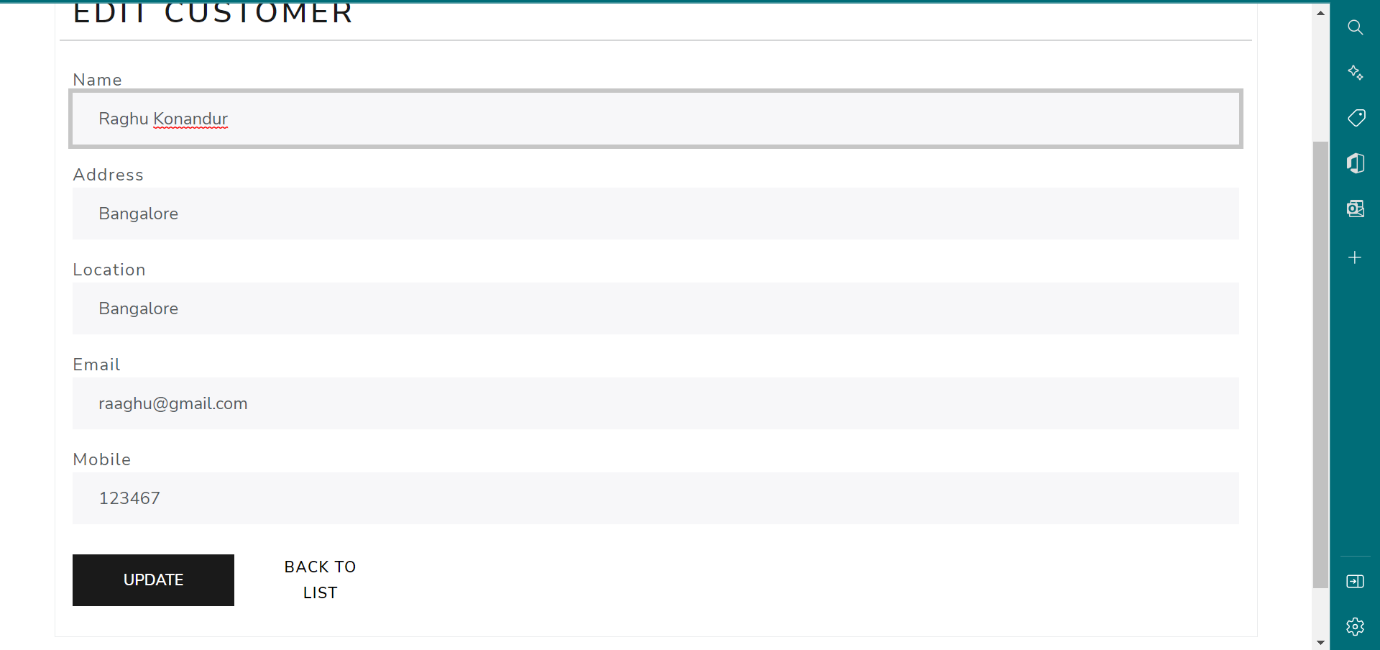 EDIT CUSTOMER
Name
Raghu Konandur
Address
Bangalore
Location
Bangalore
Email
raaghu@gmail.com
Mobile
123467
UPDATE
BACK TO
LIST